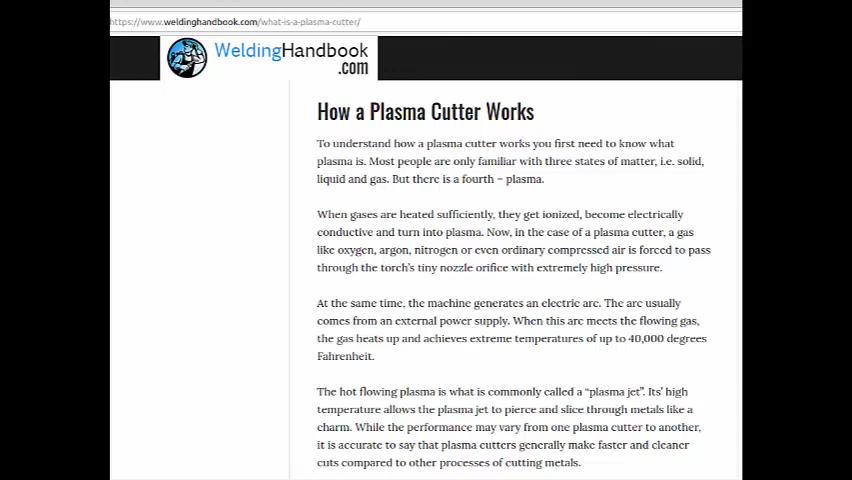 https://www.weldinghandbook.com/what-is-a-plasma-cutter/
WeldingHandbook
.com
How a Plasma Cutter Works
To understand how a plasma cutter works you first need to know what
plasma is. Most people are only familiar with three states of matter, i.e. solid,
liquid and gas. But there is a fourth – plasma.
When gases are heated sufficiently, they get ionized, become electrically
conductive and turn into plasma. Now, in the case of a plasma cutter, a gas
like oxygen, argon, nitrogen or even ordinary compressed air is forced to pass
through the torch's tiny nozzle orifice with extremely high pressure.
At the same time, the machine generates an electric arc. The arc usually
comes from an external power supply. When this arc meets the flowing gas,
the gas heats up and achieves extreme temperatures of up to 40,000 degrees
Fahrenheit.
The hot flowing plasma is what is commonly called a “plasma jet”. Its’ high
temperature allows the plasma jet to pierce and slice through metals like a
charm. While the performance may vary from one plasma cutter to another,
it is accurate to say that plasma cutters generally make faster and cleaner
cuts compared to other processes of cutting metals.